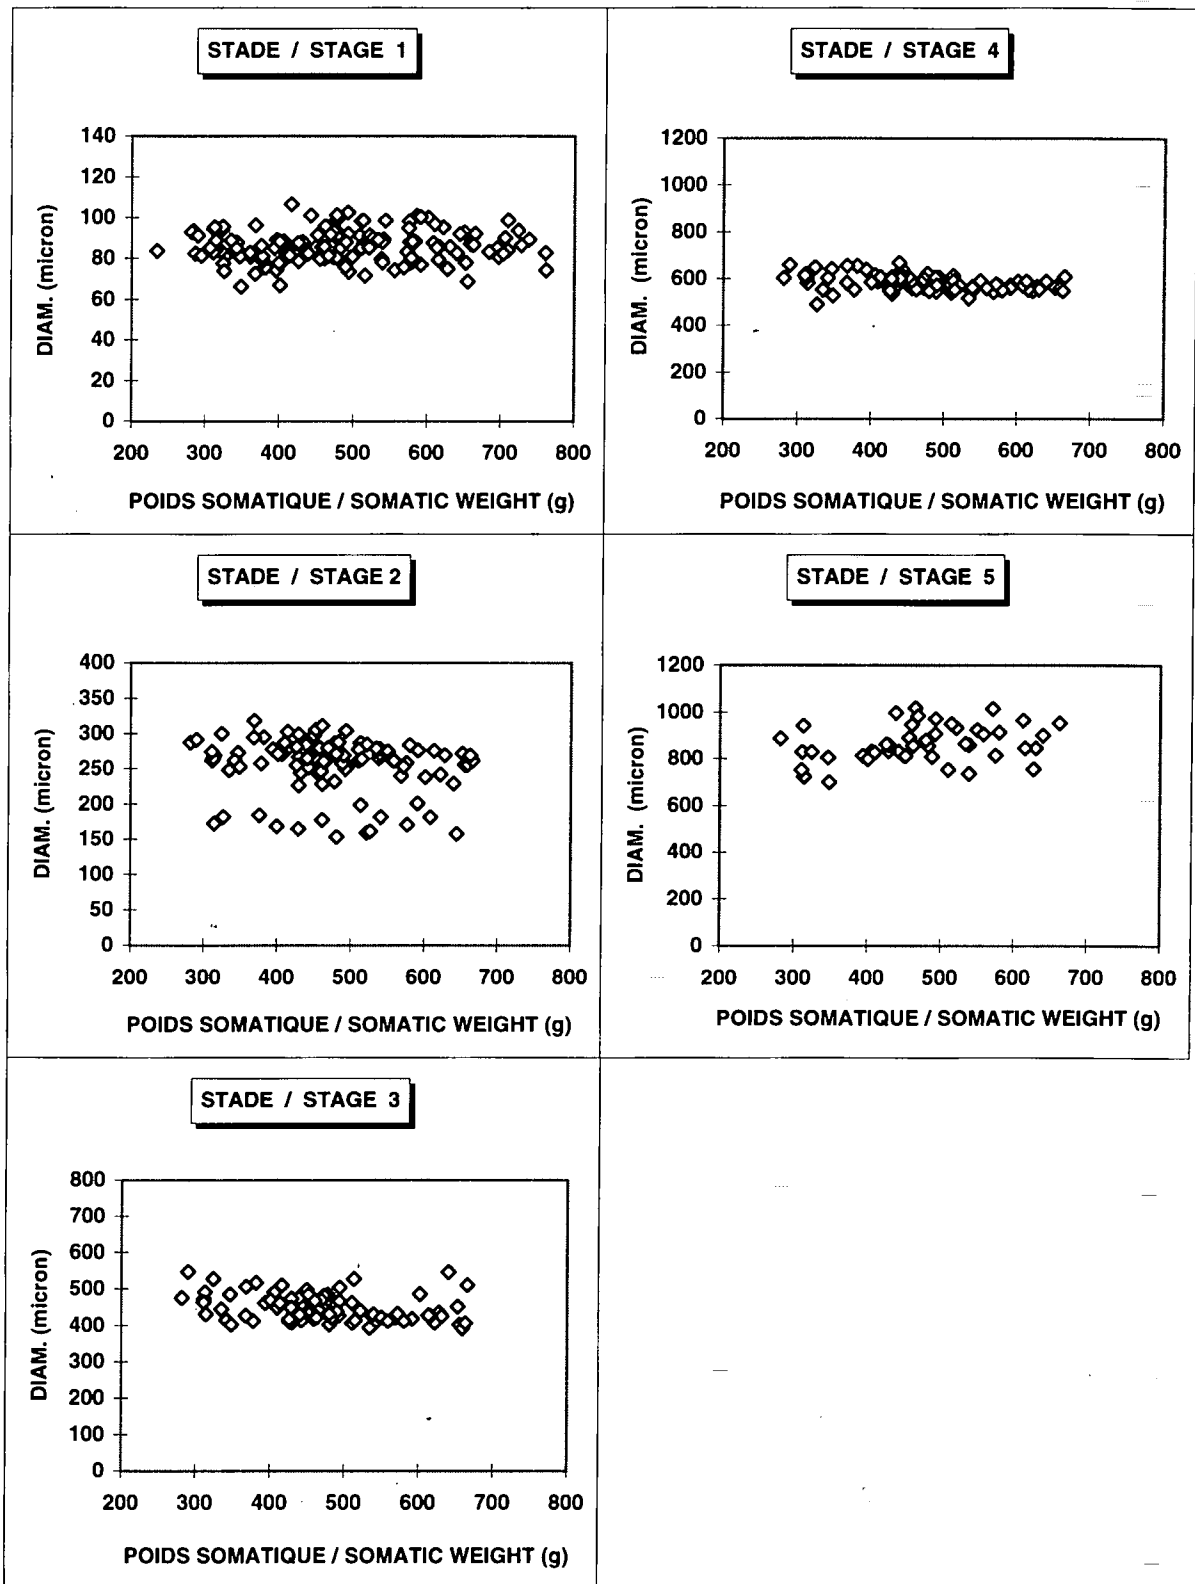 STADE / STAGE 1
DIAM. (micron)
140
120
100
80
60
40
20
0
200 300 400 500 600 700 800
POIDS SOMATIQUE / SOMATIC WEIGHT (g)
STADE / STAGE 4
DIAM. (micron)
1200
1000
800
600
400
200
0
200 300 400 500 600 700 800
POIDS SOMATIQUE / SOMATIC WEIGHT (g)
STADE / STAGE 2
DIAM. (micron)
400
350
300
250
200
150
100
50
0
200 300 400 500 600 700 800
POIDS SOMATIQUE / SOMATIC WEIGHT (g)
STADE / STAGE 5
DIAM. (micron)
1200
1000
800
600
400
200
0
200 300 400 500 600 700 800
POIDS SOMATIQUE / SOMATIC WEIGHT (g)
STADE / STAGE 3
DIAM. (micron)
800
700
600
500
400
300
200
100
0
200 300 400 500 600 700 800
POIDS SOMATIQUE / SOMATIC WEIGHT (g)